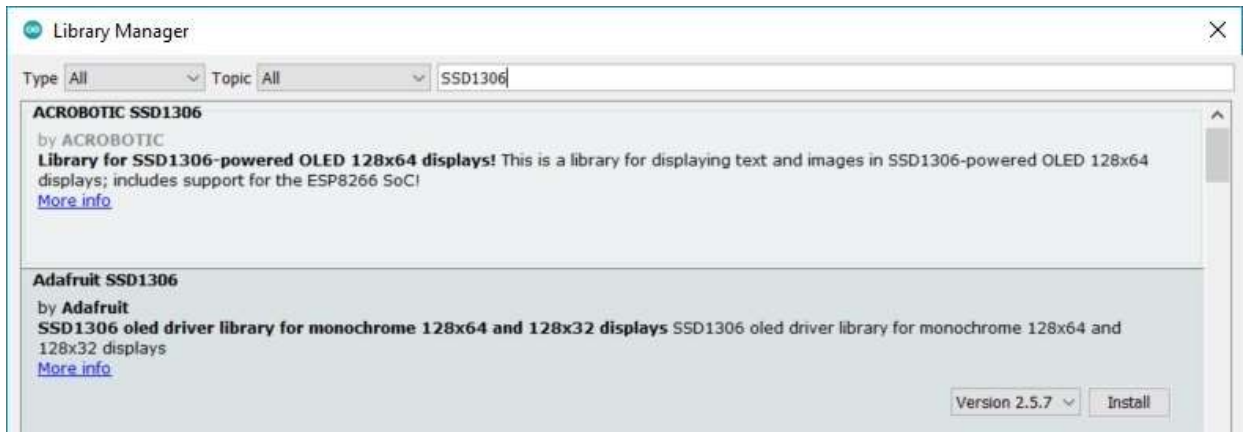 Library Manager
Type All Topic All SSD1306
ACROBOTIC SSD1306
by ACROBOTIC
Library for SSD1306-powered OLED 128x64 displays! This is a library for displaying text and images in SSD1306-powered OLED 128x64
displays; includes support for the ESP8266 SoC!
More info
Adafruit SSD1306
by Adafruit
SSD1306 oled driver library for monochrome 128x64 and 128x32 displays SSD1306 oled driver library for monochrome 128x64 and
128x32 displays
More info
Version 2.5.7 Install